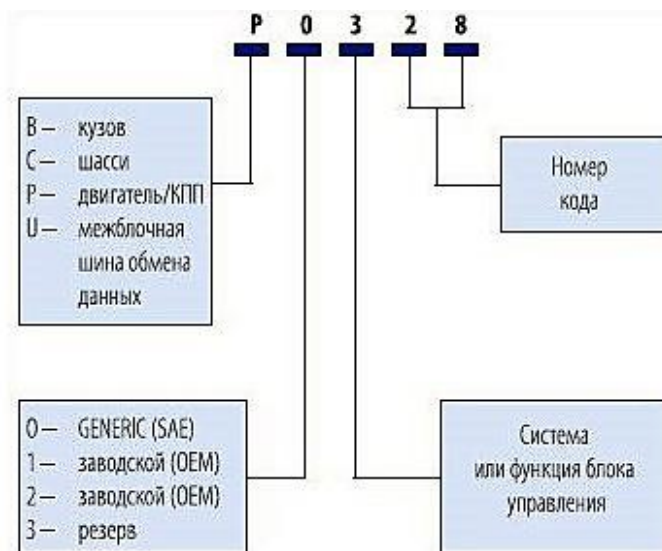 P 0 3 2 8
B – кузов
C – шасси
P – двигатель/КПП
U – межблочная
шина обмена
данных
Номер
кода
0 – GENERIC (SAE)
1 – заводской (OEM)
2 – заводской (OEM)
3 – резерв
Система
или функция блока
управления